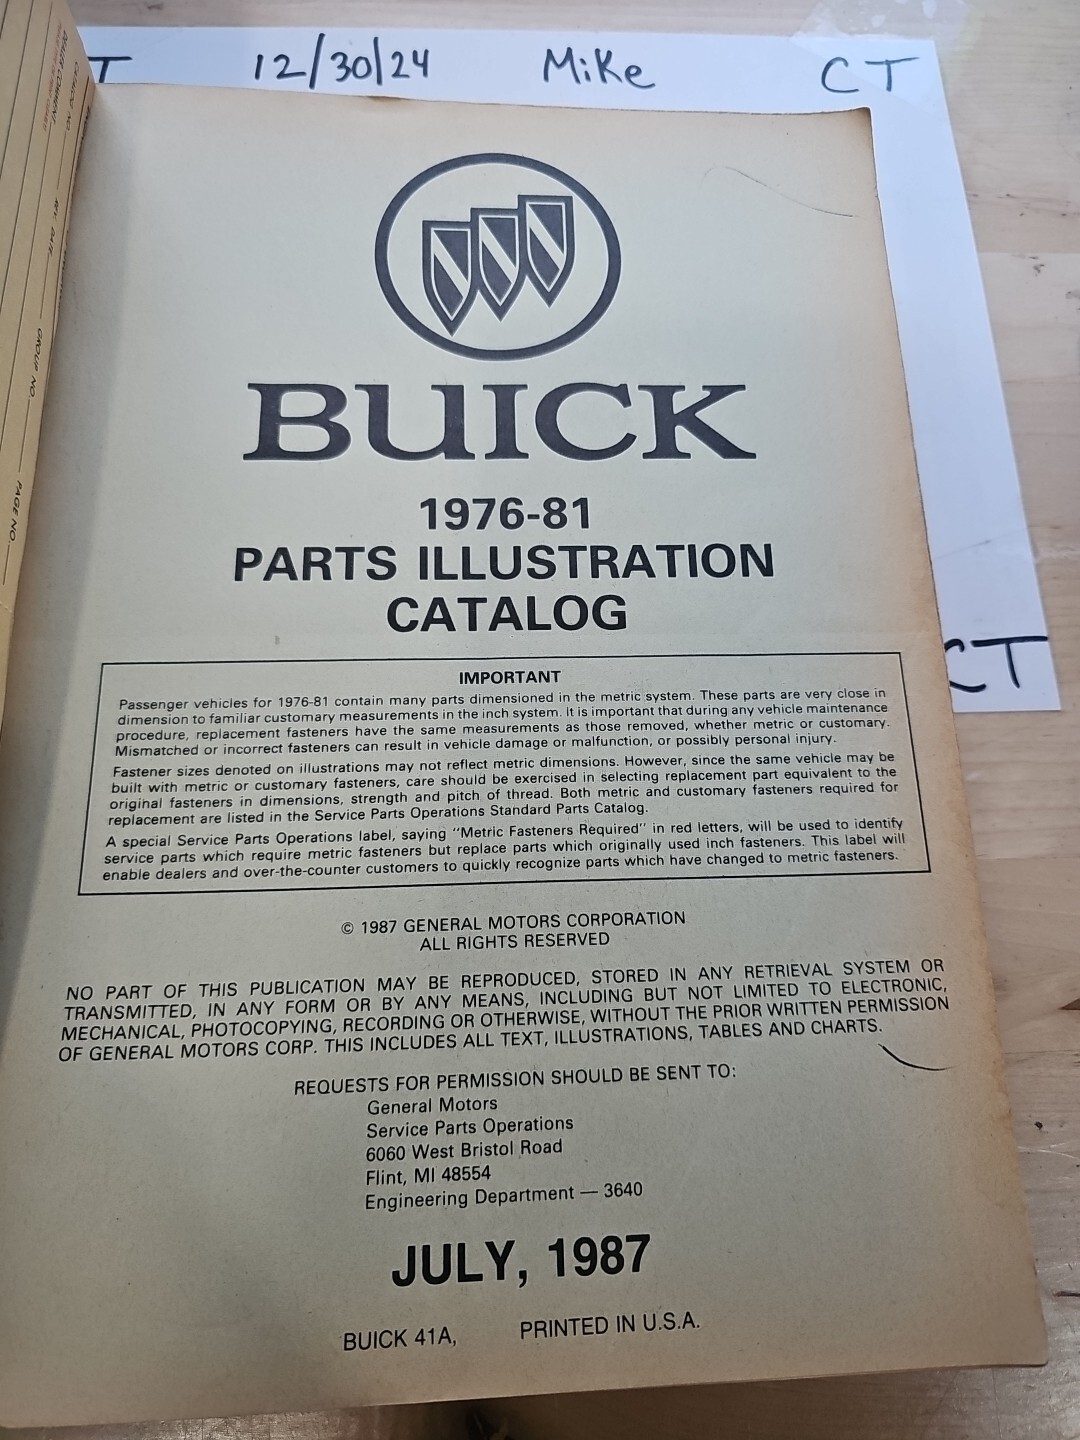 T 12/30/24 Mike CT
DEALER COMMENT
CATALOG NO.
REF. DATE
GROUP NO.
PAGE NO.
BUICK
1976-81
PARTS ILLUSTRATION
CATALOG
CT
IMPORTANT
Passenger vehicles for 1976-81 contain many parts dimensioned in the metric system. These parts are very close in
dimension to familiar customary measurements in the inch system. It is important that during any vehicle maintenance
procedure, replacement fasteners have the same measurements as those removed, whether metric or customary.
Mismatched or incorrect fasteners can result in vehicle damage or malfunction, or possibly personal injury.
Fastener sizes denoted on illustrations may not reflect metric dimensions. However, since the same vehicle may be
built with metric or customary fasteners, care should be exercised in selecting replacement part equivalent to the
original fasteners in dimensions, strength and pitch of thread. Both metric and customary fasteners required for
replacement are listed in the Service Parts Operations Standard Parts Catalog.
A special Service Parts Operations label, saying "Metric Fasteners Required" in red letters, will be used to identify
service parts which require metric fasteners but replace parts which originally used inch fasteners. This label will
enable dealers and over-the-counter customers to quickly recognize parts which have changed to metric fasteners.
© 1987 GENERAL MOTORS CORPORATION
ALL RIGHTS RESERVED
NO PART OF THIS PUBLICATION MAY BE REPRODUCED, STORED IN ANY RETRIEVAL SYSTEM OR
TRANSMITTED, IN ANY FORM OR BY ANY MEANS, INCLUDING BUT NOT LIMITED TO ELECTRONIC,
MECHANICAL, PHOTOCOPYING, RECORDING OR OTHERWISE, WITHOUT THE PRIOR WRITTEN PERMISSION
OF GENERAL MOTORS CORP. THIS INCLUDES ALL TEXT, ILLUSTRATIONS, TABLES AND CHARTS.
REQUESTS FOR PERMISSION SHOULD BE SENT TO:
General Motors
Service Parts Operations
6060 West Bristol Road
Flint, MI 48554
Engineering Department — 3640
JULY, 1987
BUICK 41A, PRINTED IN U.S.A.